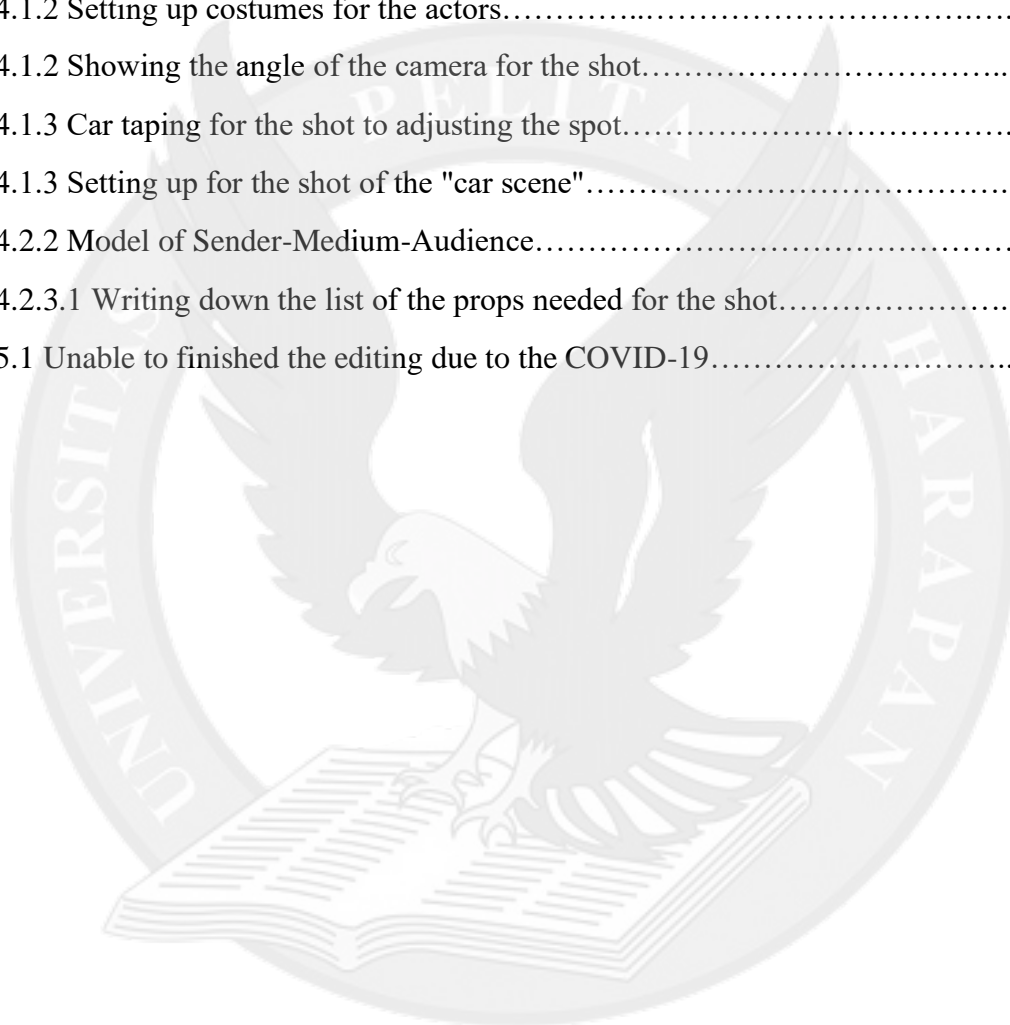 4.1.2 Setting up costumes for the actors…………..……………………….….
4.1.2 Showing the angle of the camera for the shot……………………………..
4.1.3 Car taping for the shot to adjusting the spot……………………………….
4.1.3 Setting up for the shot of the "car scene"………………………………….
4.2.2 Model of Sender-Medium-Audience……………………………………….
4.2.3.1 Writing down the list of the props needed for the shot………………….
5.1 Unable to finished the editing due to the COVID-19………………………..
UNIVERSITAS PELITA HARAPAN